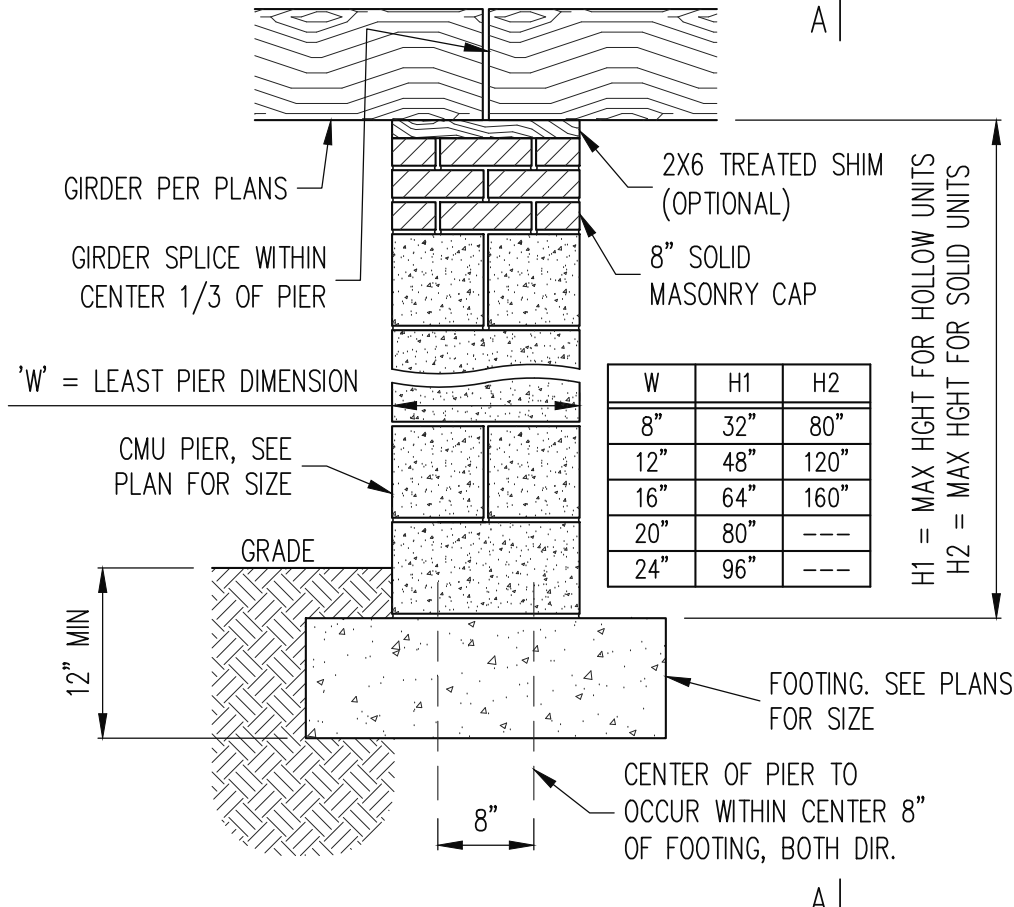 A
GIRDER PER PLANS
2X6 TREATED SHIM
(OPTIONAL)
GIRDER SPLICE WITHIN
CENTER 1/3 OF PIER
8" SOLID
MASONRY CAP
H1 = MAX HGHT FOR HOLLOW UNITS
H2 = MAX HGHT FOR SOLID UNITS
'W' = LEAST PIER DIMENSION
W H1 H2
8" 32" 80"
12" 48" 120"
16" 64" 160"
20" 80" ---
24" 96" ---
CMU PIER, SEE
PLAN FOR SIZE
GRADE
12" MIN
FOOTING. SEE PLANS
FOR SIZE
CENTER OF PIER TO
OCCUR WITHIN CENTER 8"
OF FOOTING, BOTH DIR.
8"
A